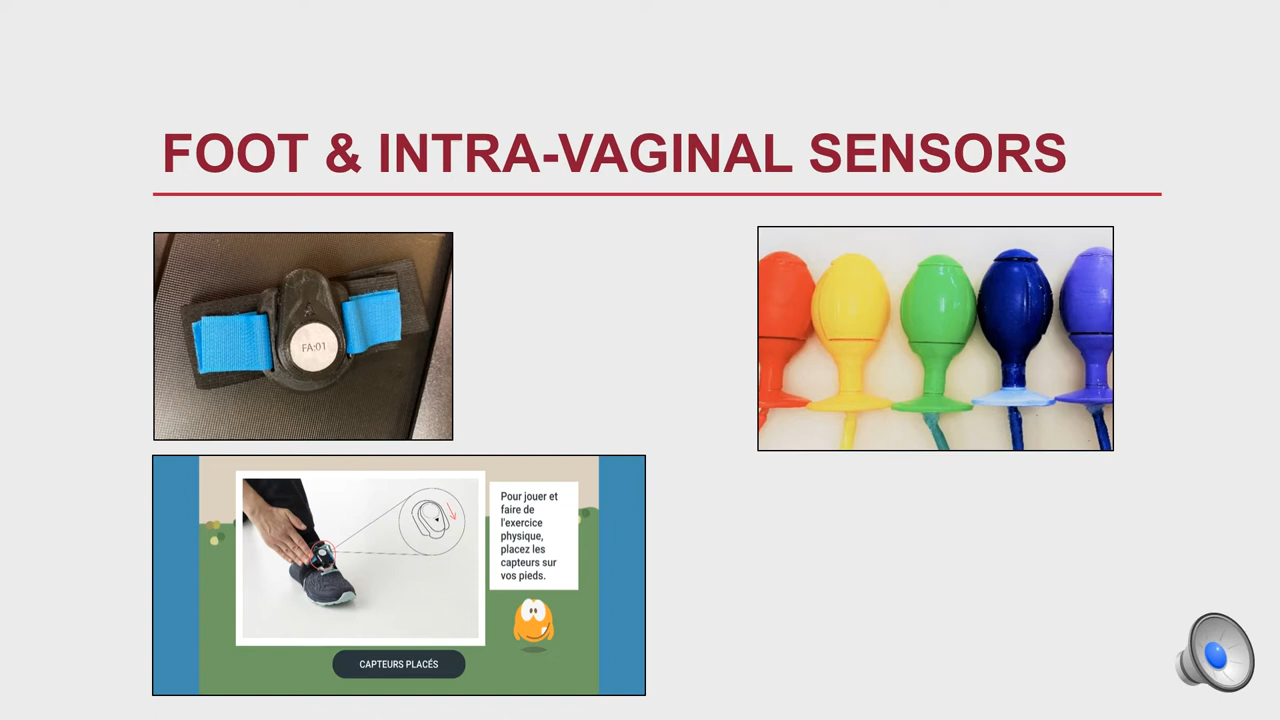 FOOT & INTRA-VAGINAL SENSORS
FA:01
Pour jouer et
faire de
l'exercice
physique,
placez les
capteurs sur
vos pieds.
CAPTEURS PLACÉS